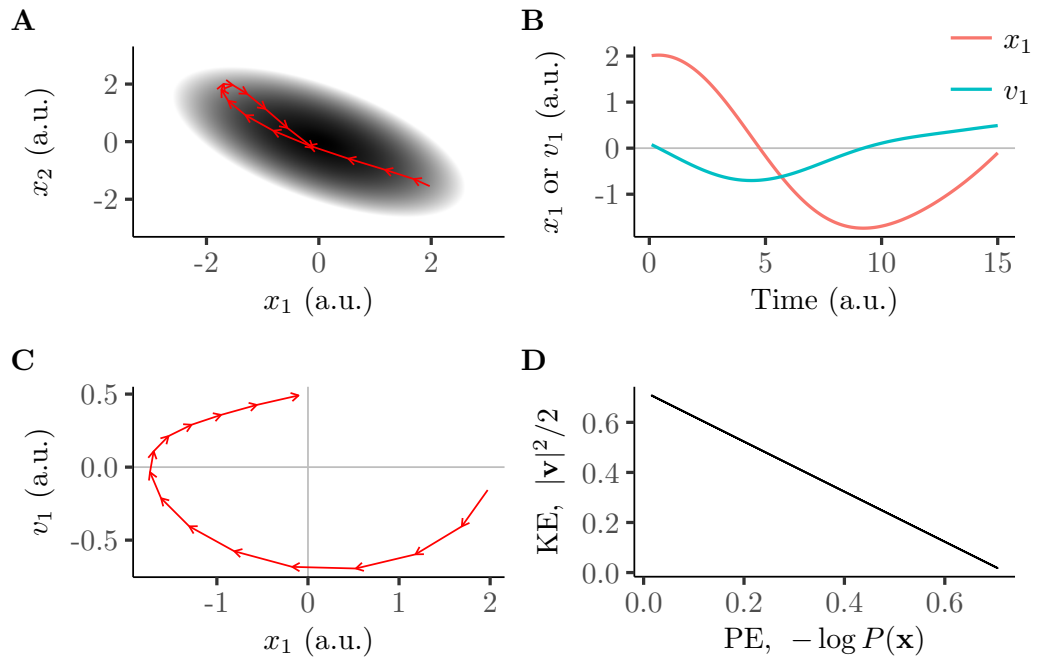 A
x₂ (a.u.)
2
0
-2
-2
0
2
x₁ (a.u.)
B
x₁
v₁
x₁ or v₁ (a.u.)
2
1
0
-1
0
5
10
15
Time (a.u.)
C
v₁ (a.u.)
0.5
0.0
-0.5
-1
0
1
2
x₁ (a.u.)
D
KE, |v|²/2
0.6
0.4
0.2
0.0
0.0
0.2
0.4
0.6
PE, − log P(x)